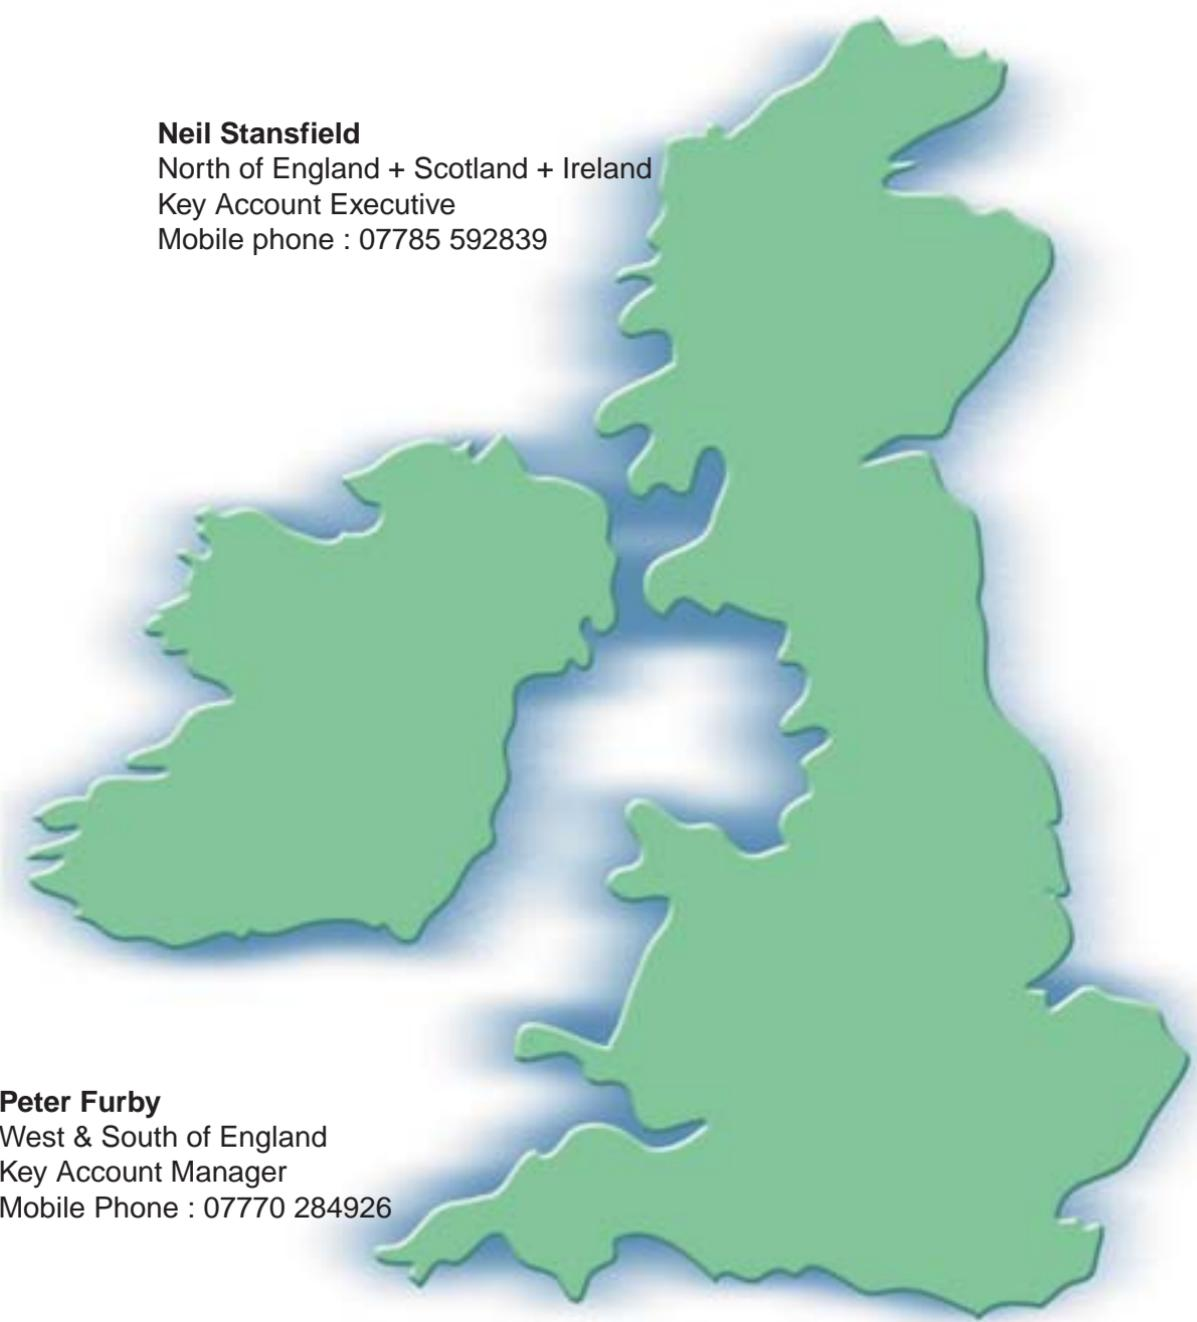 Neil Stansfield
North of England + Scotland + Ireland
Key Account Executive
Mobile phone : 07785 592839
Peter Furby
West & South of England
Key Account Manager
Mobile Phone : 07770 284926